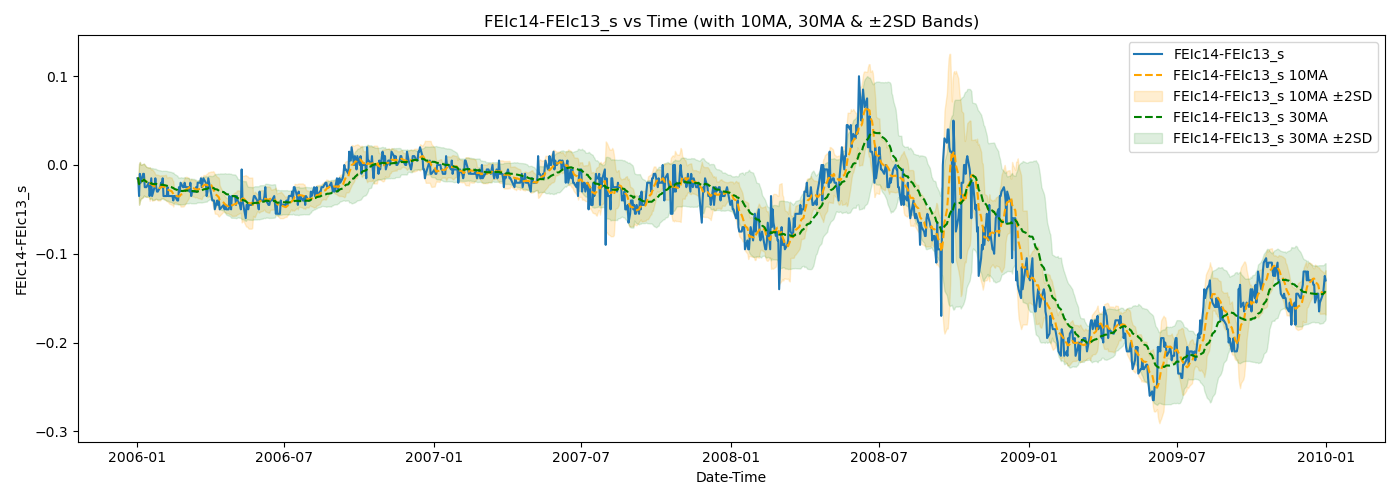 FEIc14-FEIc13_s vs Time (with 10MA, 30MA & ±2SD Bands)
FEIc14-FEIc13_s
FEIc14-FEIc13_s 10MA
FEIc14-FEIc13_s 10MA ±2SD
FEIc14-FEIc13_s 30MA
FEIc14-FEIc13_s 30MA ±2SD
0.1
0.0
−0.1
−0.2
−0.3
FEIc14-FEIc13_s
2006-01
2006-07
2007-01
2007-07
2008-01
2008-07
2009-01
2009-07
2010-01
Date-Time